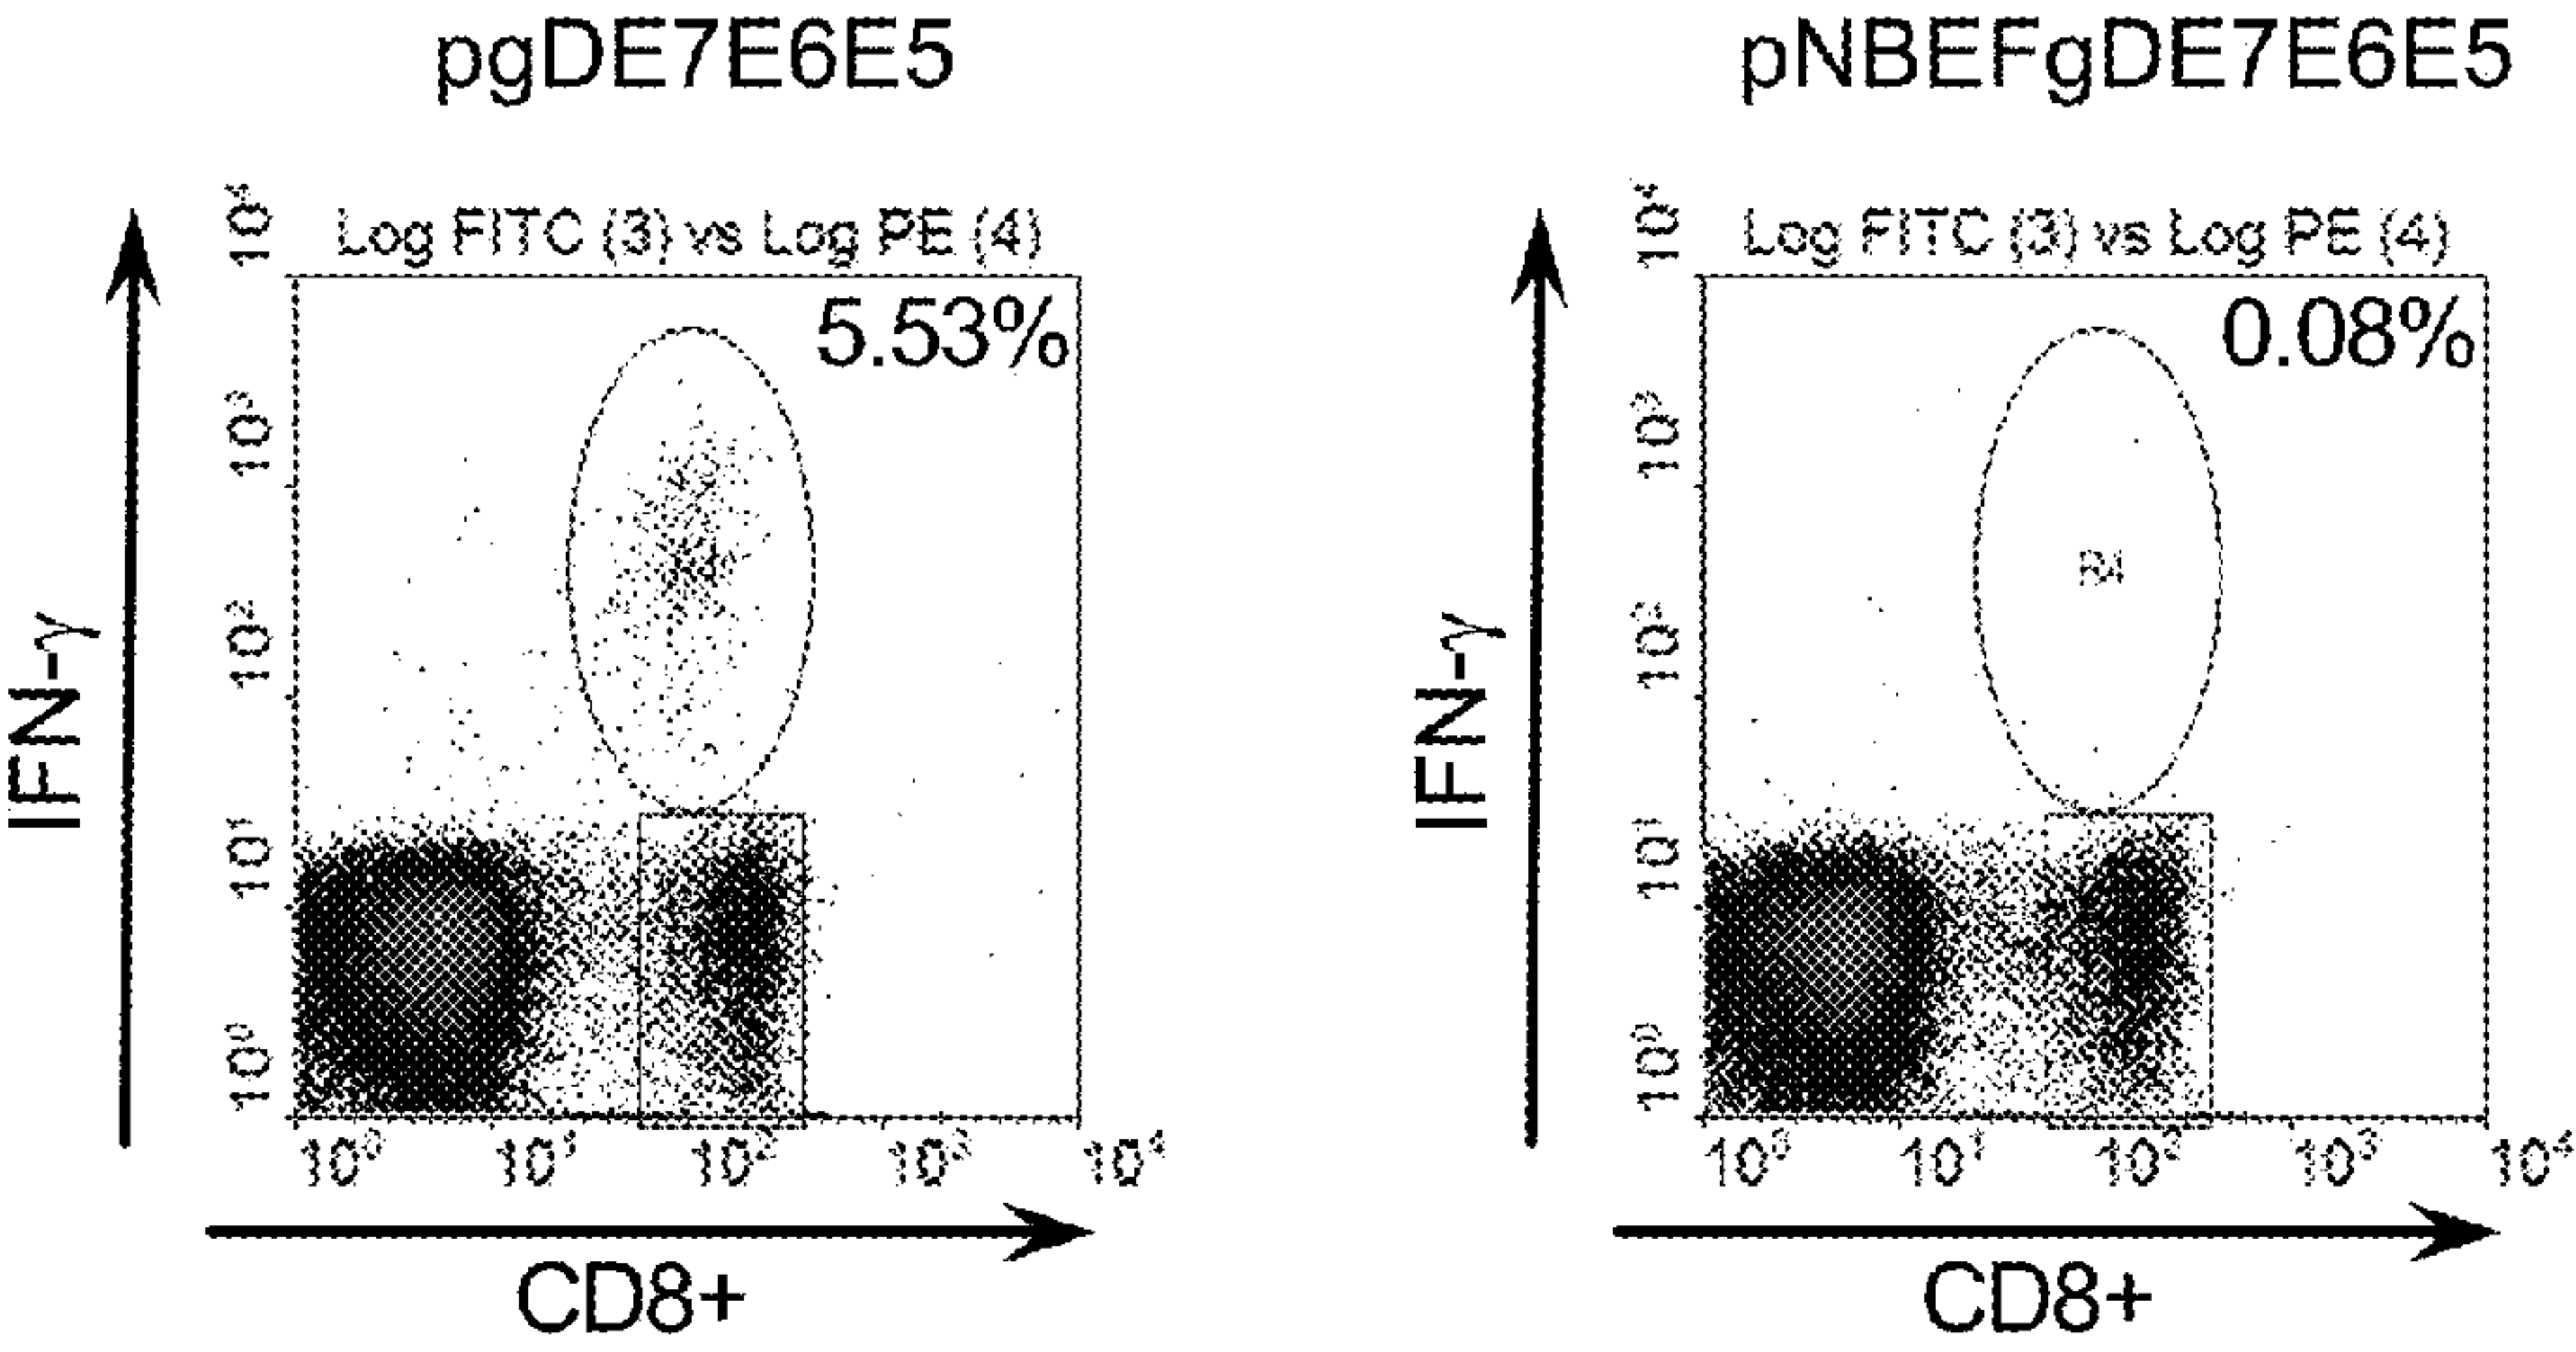 pgDE7E6E5
pNBEFgDE7E6E5
Log FITC (3) vs Log PE (4)
5.53%
IFN-γ
10⁴
10³
10²
10¹
10⁰
10⁰ 10¹ 10² 10³ 10⁴
CD8+
Log FITC (3) vs Log PE (4)
0.08%
R4
IFN-γ
10⁴
10³
10²
10¹
10⁰
10⁰ 10¹ 10² 10³ 10⁴
CD8+